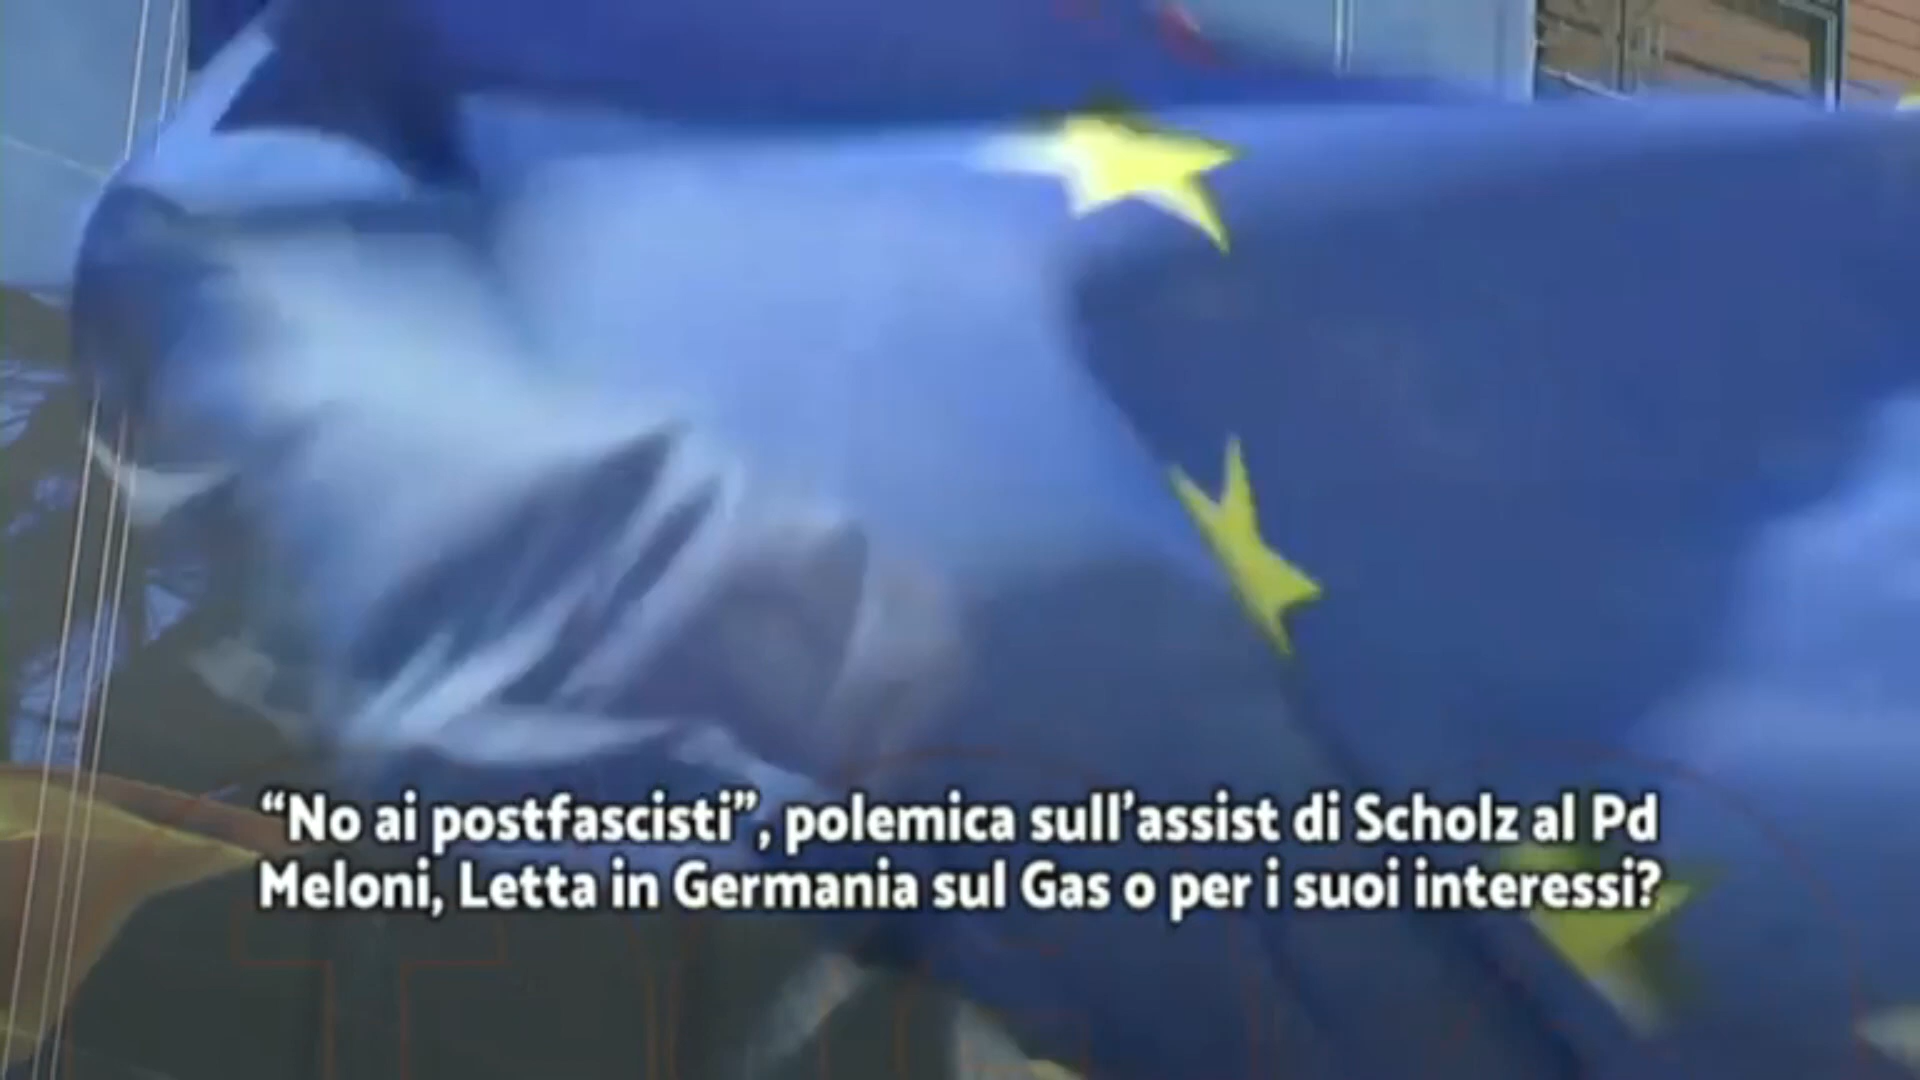 “No ai postfascisti”, polemica sull’assist di Scholz al Pd
Meloni, Letta in Germania sul Gas o per i suoi interessi?